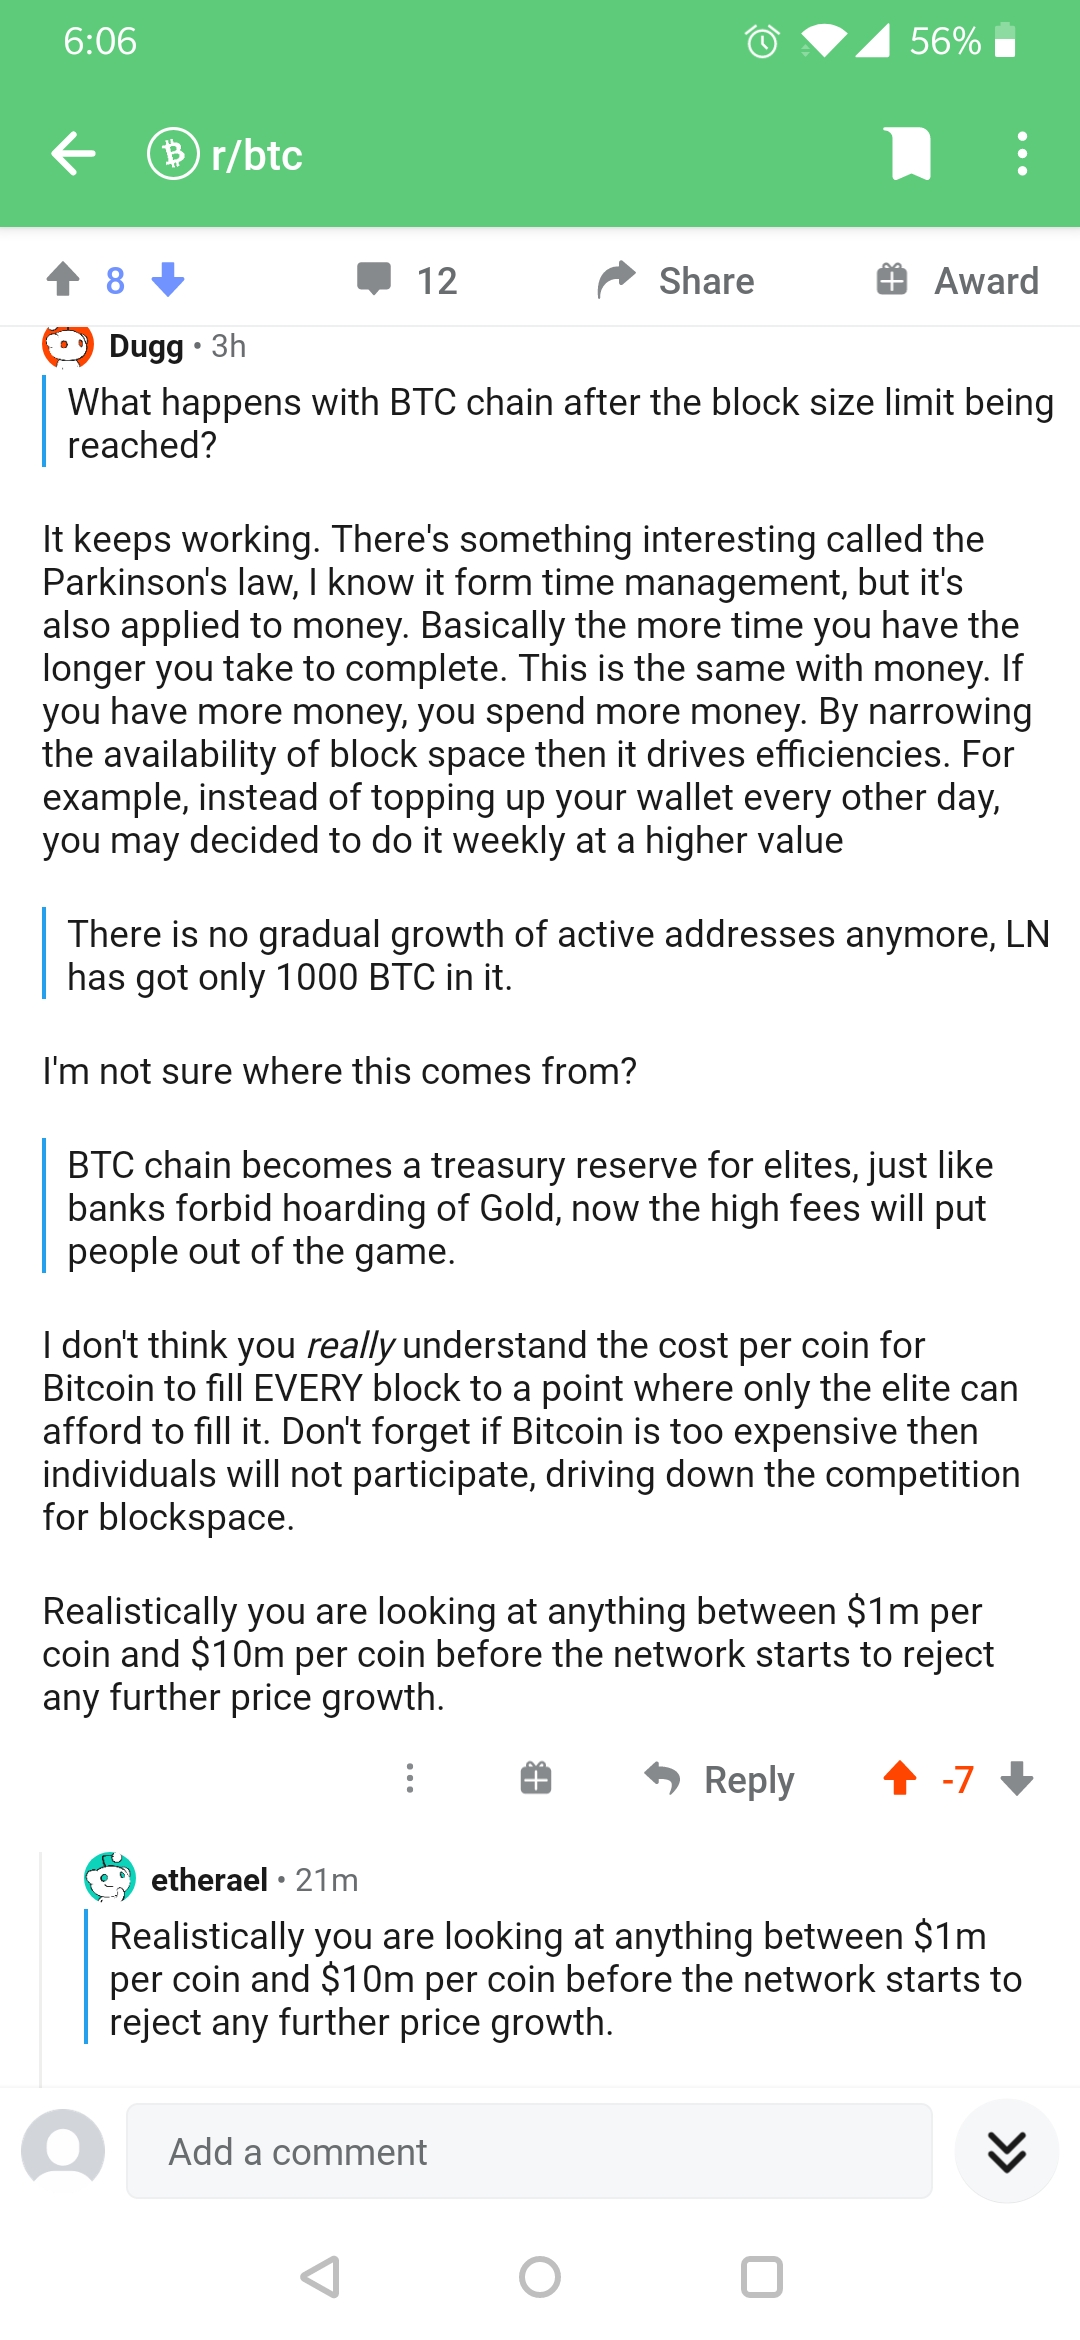 6:06
56%
r/btc
8
12
Share
Award
Dugg • 3h
What happens with BTC chain after the block size limit being
reached?
It keeps working. There's something interesting called the
Parkinson's law, I know it form time management, but it's
also applied to money. Basically the more time you have the
longer you take to complete. This is the same with money. If
you have more money, you spend more money. By narrowing
the availability of block space then it drives efficiencies. For
example, instead of topping up your wallet every other day,
you may decided to do it weekly at a higher value
There is no gradual growth of active addresses anymore, LN
has got only 1000 BTC in it.
I'm not sure where this comes from?
BTC chain becomes a treasury reserve for elites, just like
banks forbid hoarding of Gold, now the high fees will put
people out of the game.
I don't think you really understand the cost per coin for
Bitcoin to fill EVERY block to a point where only the elite can
afford to fill it. Don't forget if Bitcoin is too expensive then
individuals will not participate, driving down the competition
for blockspace.
Realistically you are looking at anything between $1m per
coin and $10m per coin before the network starts to reject
any further price growth.
Reply
-7
etherael • 21m
Realistically you are looking at anything between $1m
per coin and $10m per coin before the network starts to
reject any further price growth.
Add a comment